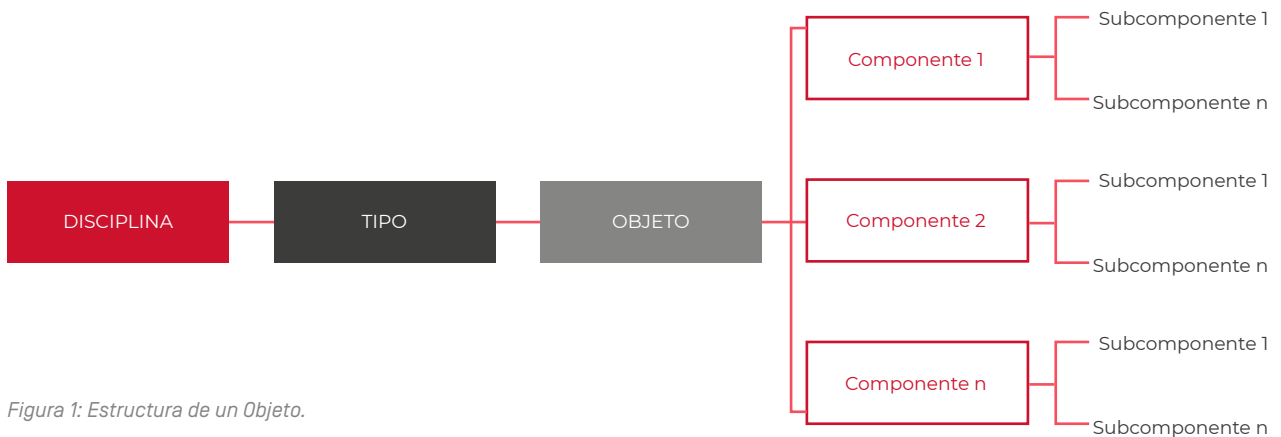 DISCIPLINA
TIPO
OBJETO
Componente 1
Subcomponente 1
Subcomponente n
Componente 2
Subcomponente 1
Subcomponente n
Componente n
Subcomponente 1
Subcomponente n
Figura 1: Estructura de un Objeto.